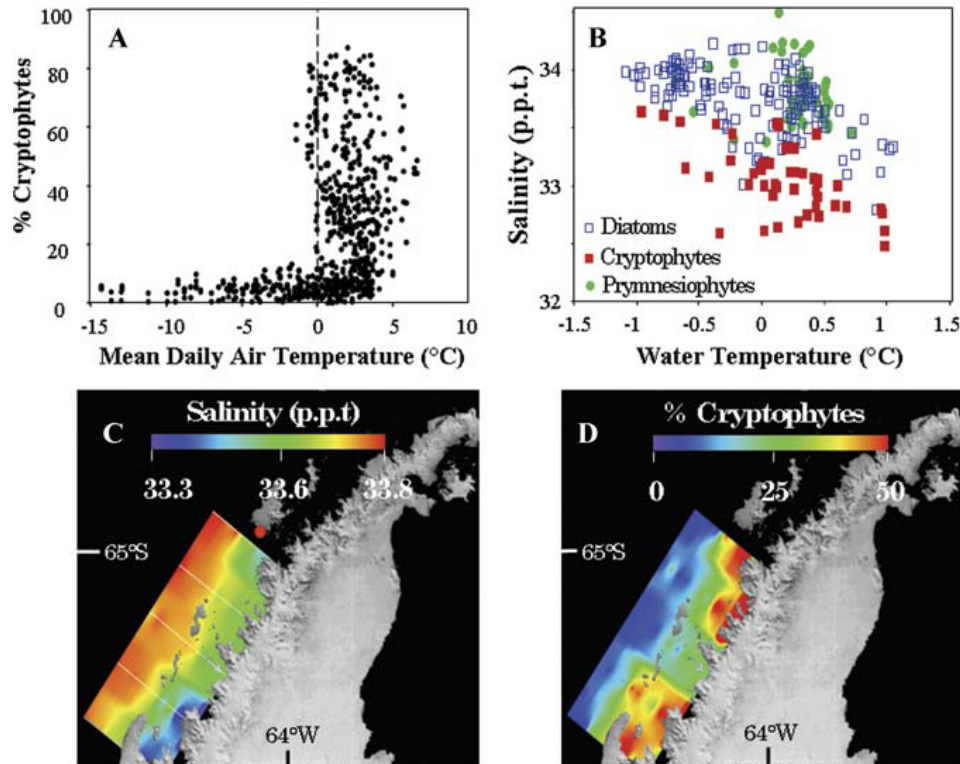 A
% Cryptophytes
100
80
60
40
20
0
-15
-10
-5
0
5
10
Mean Daily Air Temperature (°C)
B
Salinity (p.p.t.)
34
33
32
Diatoms
Cryptophytes
Prymnesiophytes
-1.5
-1
-0.5
0
0.5
1
1.5
Water Temperature (°C)
C
Salinity (p.p.t)
33.3
33.6
33.8
65°S
64°W
D
% Cryptophytes
0
25
50
65°S
64°W